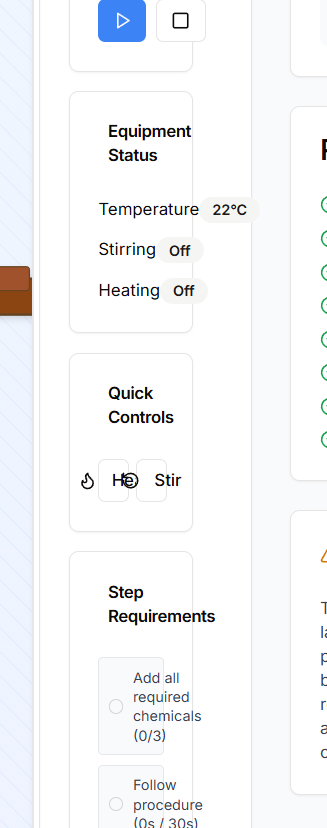 Equipment
Status
Temperature 22°C
Stirring Off
Heating Off
Quick
Controls
Stir
Step
Requirements
Add all
required
chemicals
(0/3)
Follow
procedure
(0s / 30s)